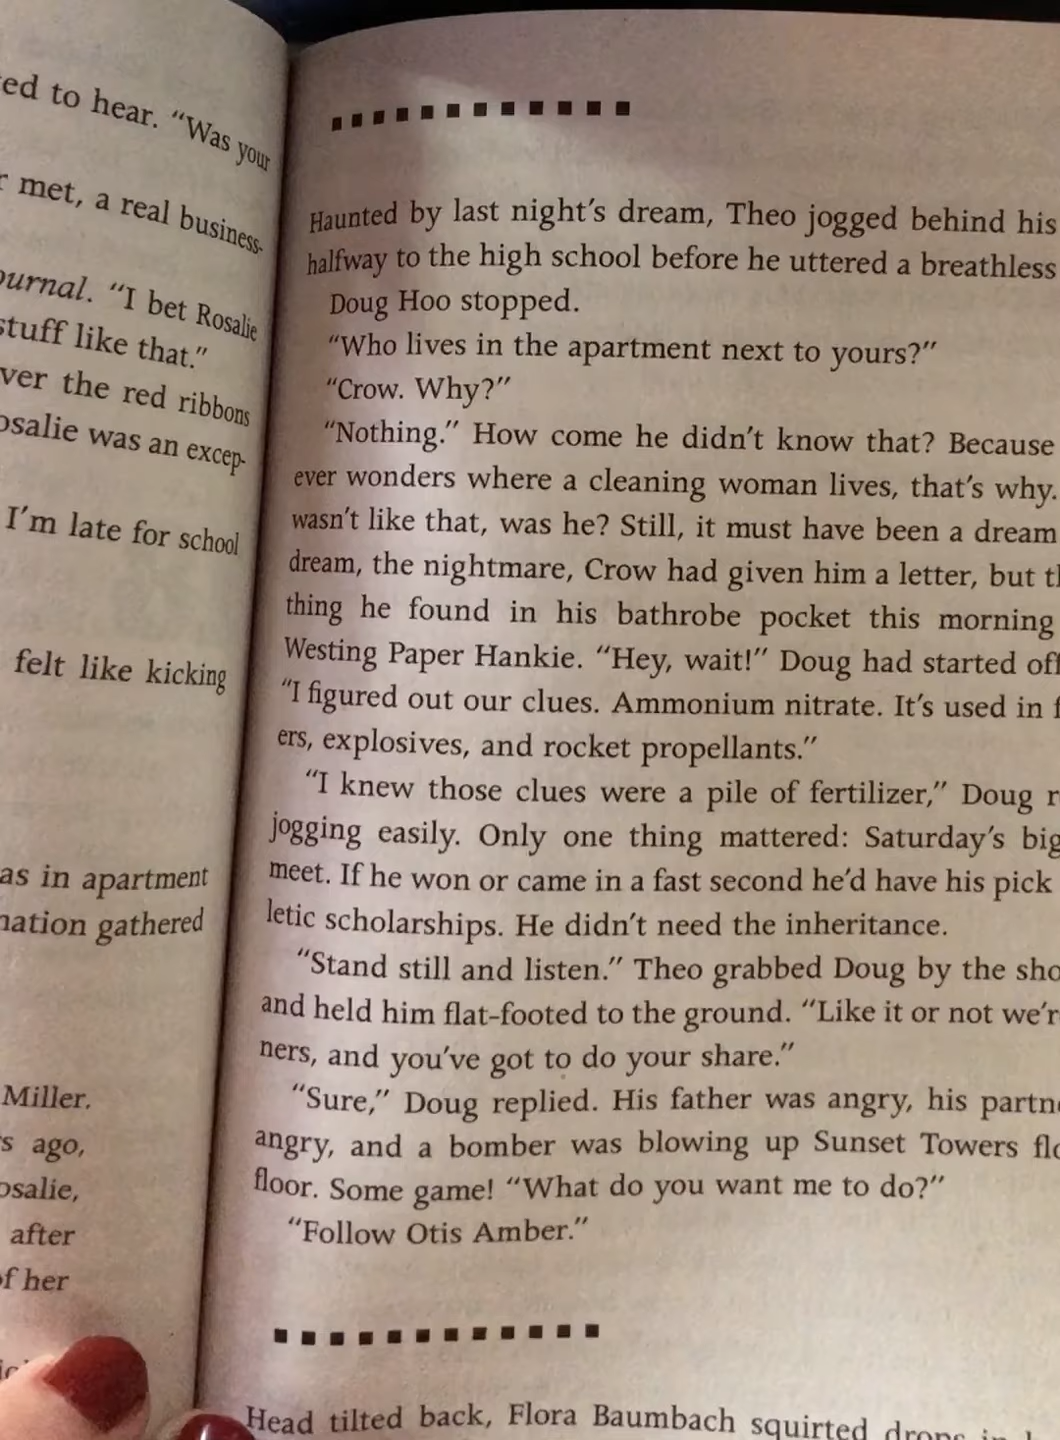 ed to hear. “Was your
met, a real business-
ournal. “I bet Rosalie
stuff like that.”
ver the red ribbons
osalie was an excep-
I’m late for school
felt like kicking
as in apartment
nation gathered
Miller.
s ago,
osalie,
after
of her
Haunted by last night’s dream, Theo jogged behind his
halfway to the high school before he uttered a breathless
Doug Hoo stopped.
“Who lives in the apartment next to yours?”
“Crow. Why?”
“Nothing.” How come he didn’t know that? Because
ever wonders where a cleaning woman lives, that’s why.
wasn’t like that, was he? Still, it must have been a dream
dream, the nightmare, Crow had given him a letter, but th
thing he found in his bathrobe pocket this morning
Westing Paper Hankie. “Hey, wait!” Doug had started off
“I figured out our clues. Ammonium nitrate. It’s used in f
ers, explosives, and rocket propellants.”
“I knew those clues were a pile of fertilizer,” Doug r
jogging easily. Only one thing mattered: Saturday’s big
meet. If he won or came in a fast second he’d have his pick
letic scholarships. He didn’t need the inheritance.
“Stand still and listen.” Theo grabbed Doug by the sho
and held him flat-footed to the ground. “Like it or not we’r
ners, and you’ve got to do your share.”
“Sure,” Doug replied. His father was angry, his partn
angry, and a bomber was blowing up Sunset Towers flo
floor. Some game! “What do you want me to do?”
“Follow Otis Amber.”
Head tilted back, Flora Baumbach squirted drops in